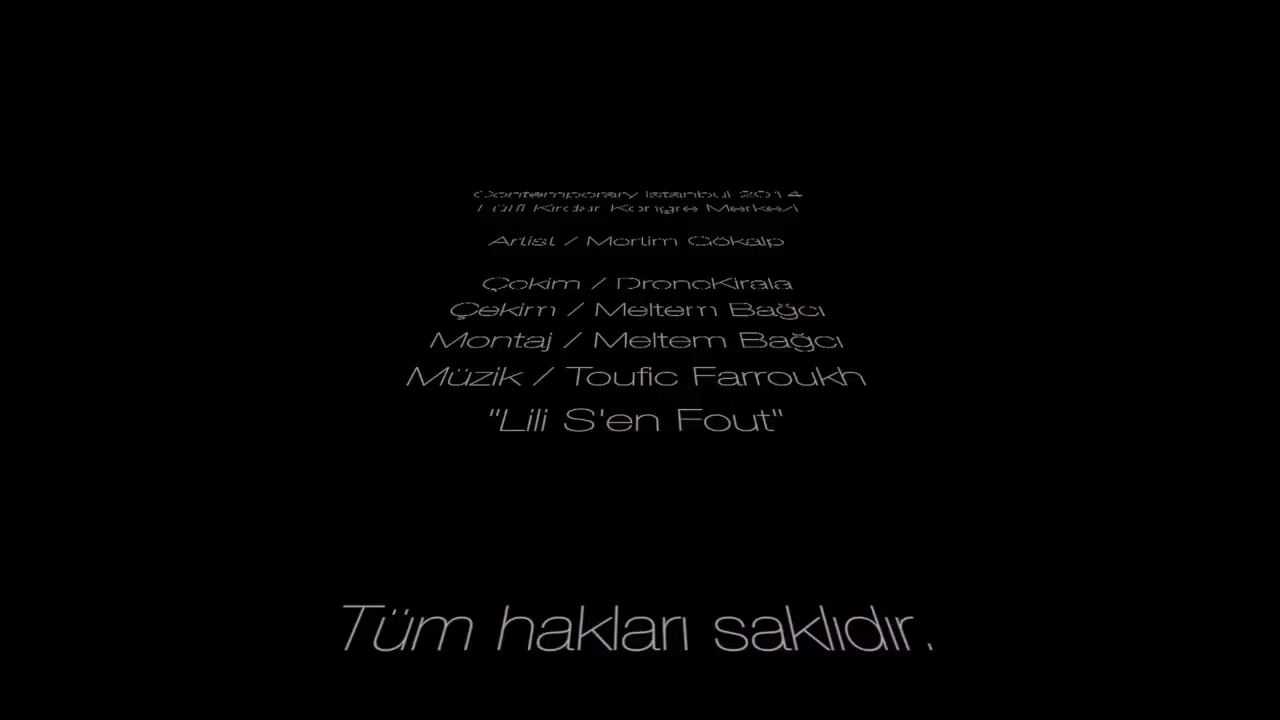 Contemporary Istanbul 2014
Lütfi Kırdar Kongre Merkezi
Artist / Mertim Gökalp
Çekim / DroneKirala
Çekim / Meltem Bağcı
Montaj / Meltem Bağcı
Müzik / Toufic Farroukh
"Lili S'en Fout"
Tüm hakları saklıdır.